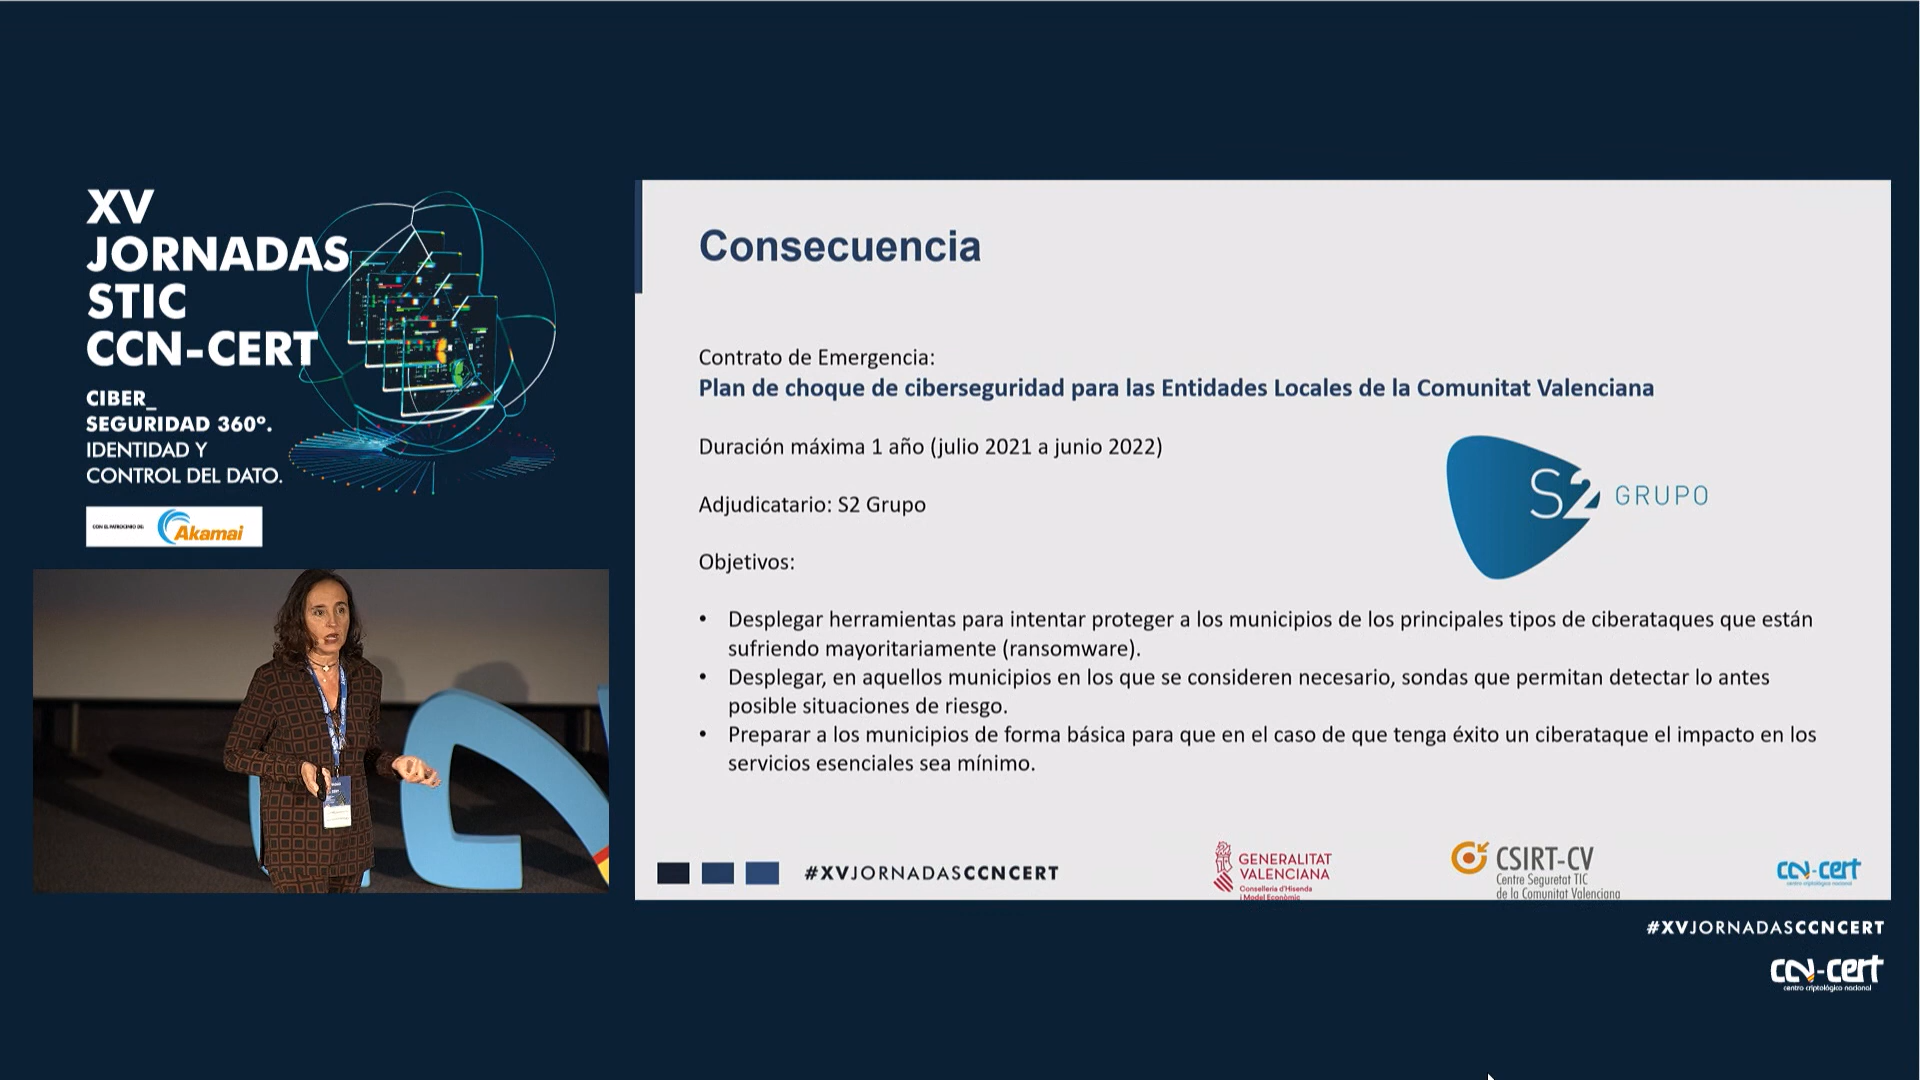 XV
JORNADAS
STIC
CCN-CERT
CIBER_
SEGURIDAD 360º.
IDENTIDAD Y
CONTROL DEL DATO.
CON EL PATROCINIO DE:
Akamai
Consecuencia
Contrato de Emergencia:
Plan de choque de ciberseguridad para las Entidades Locales de la Comunitat Valenciana
Duración máxima 1 año (julio 2021 a junio 2022)
Adjudicatario: S2 Grupo
S2 GRUPO
Objetivos:
• Desplegar herramientas para intentar proteger a los municipios de los principales tipos de ciberataques que están
sufriendo mayoritariamente (ransomware).
• Desplegar, en aquellos municipios en los que se consideren necesario, sondas que permitan detectar lo antes
posible situaciones de riesgo.
• Preparar a los municipios de forma básica para que en el caso de que tenga éxito un ciberataque el impacto en los
servicios esenciales sea mínimo.
#XVJORNADASCCNCERT
GENERALITAT
VALENCIANA
Conselleria d'Hisenda
i Model Econòmic
CSIRT-CV
Centre Seguretat TIC
de la Comunitat Valenciana
ccn-cert
centro criptológico nacional
#XVJORNADASCCNCERT
ccn-cert
centro criptológico nacional